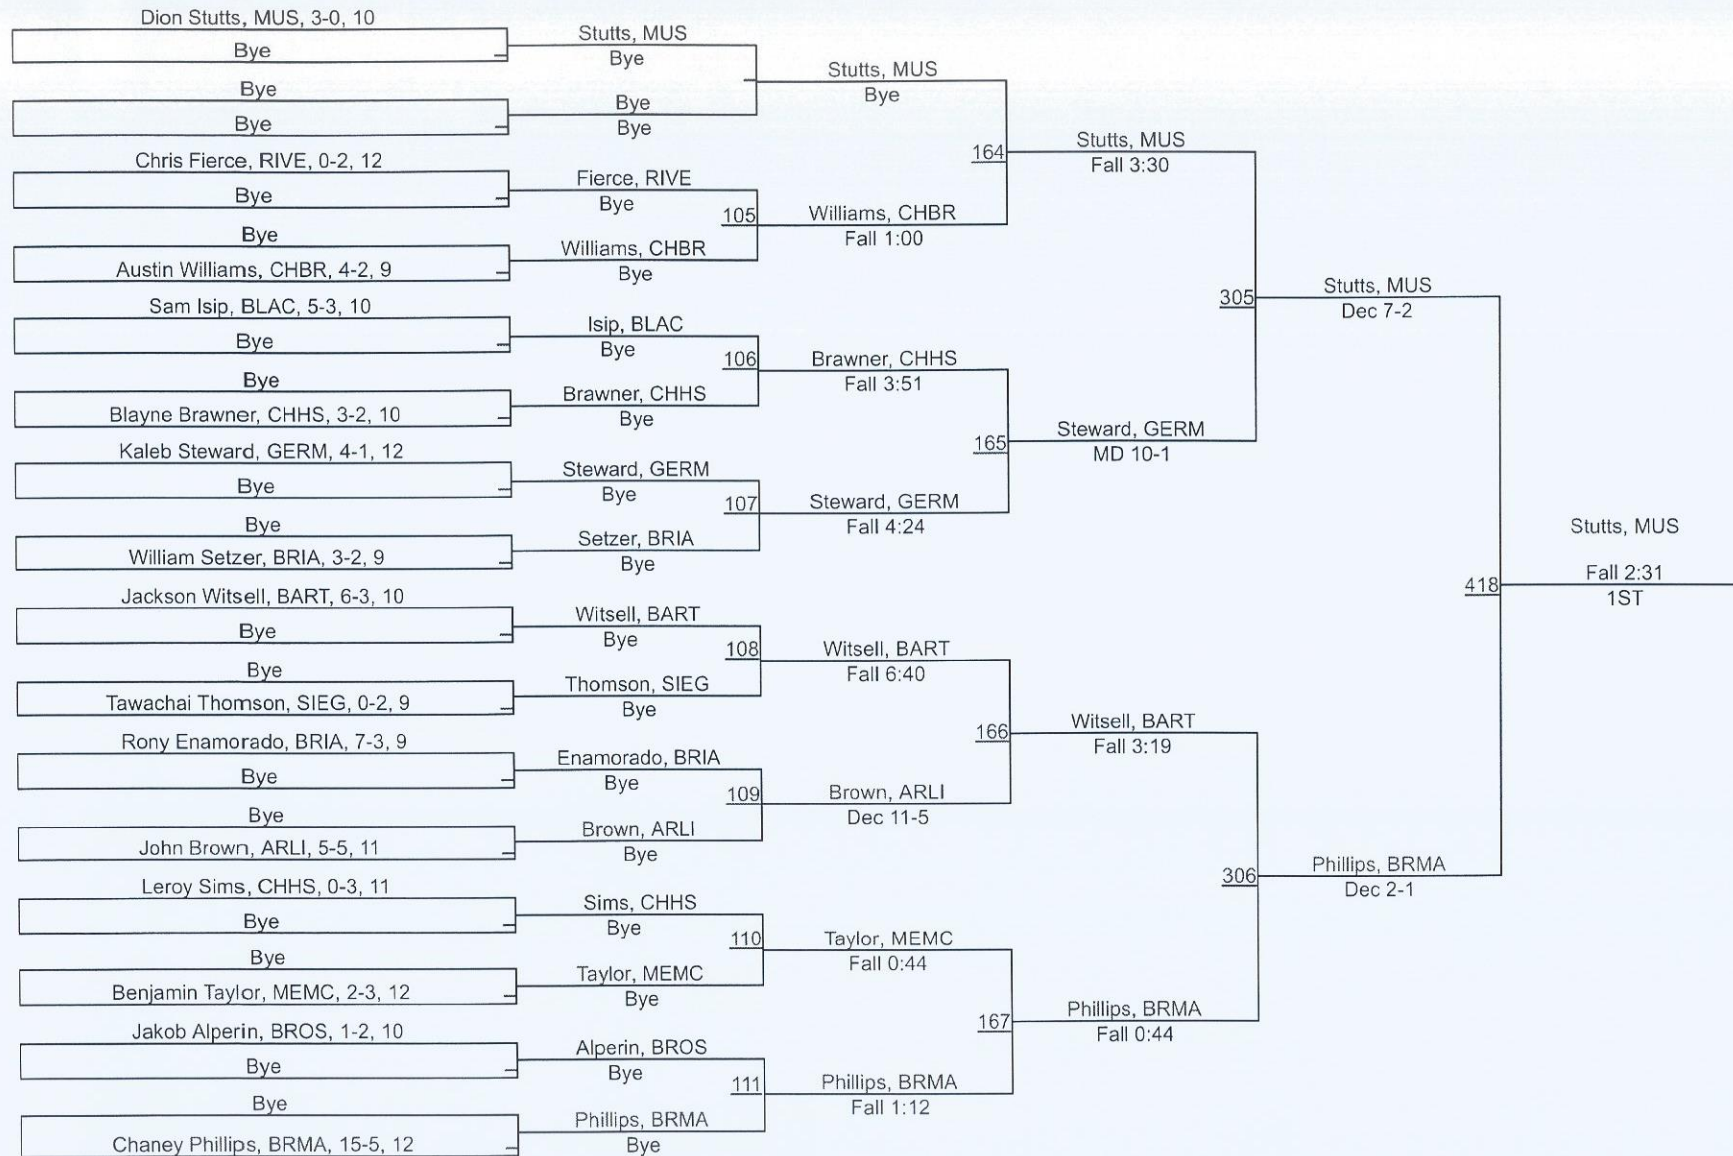 Dion Stutts, MUS, 3-0, 10
Bye
Bye
Bye
Chris Fierce, RIVE, 0-2, 12
Bye
Bye
Austin Williams, CHBR, 4-2, 9
Sam Isip, BLAC, 5-3, 10
Bye
Bye
Blayne Brawner, CHHS, 3-2, 10
Kaleb Steward, GERM, 4-1, 12
Bye
Bye
William Setzer, BRIA, 3-2, 9
Jackson Witsell, BART, 6-3, 10
Bye
Bye
Tawachai Thomson, SIEG, 0-2, 9
Rony Enamorado, BRIA, 7-3, 9
Bye
Bye
John Brown, ARLI, 5-5, 11
Leroy Sims, CHHS, 0-3, 11
Bye
Bye
Benjamin Taylor, MEMC, 2-3, 12
Jakob Alperin, BROS, 1-2, 10
Bye
Bye
Chaney Phillips, BRMA, 15-5, 12
Stutts, MUS
Bye
Bye
Bye
Fierce, RIVE
Bye
105
Williams, CHBR
Bye
Isip, BLAC
Bye
106
Brawner, CHHS
Bye
Steward, GERM
Bye
107
Setzer, BRIA
Bye
Witsell, BART
Bye
108
Thomson, SIEG
Bye
Enamorado, BRIA
Bye
109
Brown, ARLI
Bye
Sims, CHHS
Bye
110
Taylor, MEMC
Bye
Alperin, BROS
Bye
111
Phillips, BRMA
Bye
Stutts, MUS
Bye
164
Williams, CHBR
Fall 1:00
Brawner, CHHS
Fall 3:51
165
Steward, GERM
Fall 4:24
Witsell, BART
Fall 6:40
166
Brown, ARLI
Dec 11-5
Taylor, MEMC
Fall 0:44
167
Phillips, BRMA
Fall 1:12
Stutts, MUS
Fall 3:30
305
Steward, GERM
MD 10-1
Witsell, BART
Fall 3:19
306
Phillips, BRMA
Fall 0:44
Stutts, MUS
Dec 7-2
418
Phillips, BRMA
Dec 2-1
Stutts, MUS
Fall 2:31
1ST